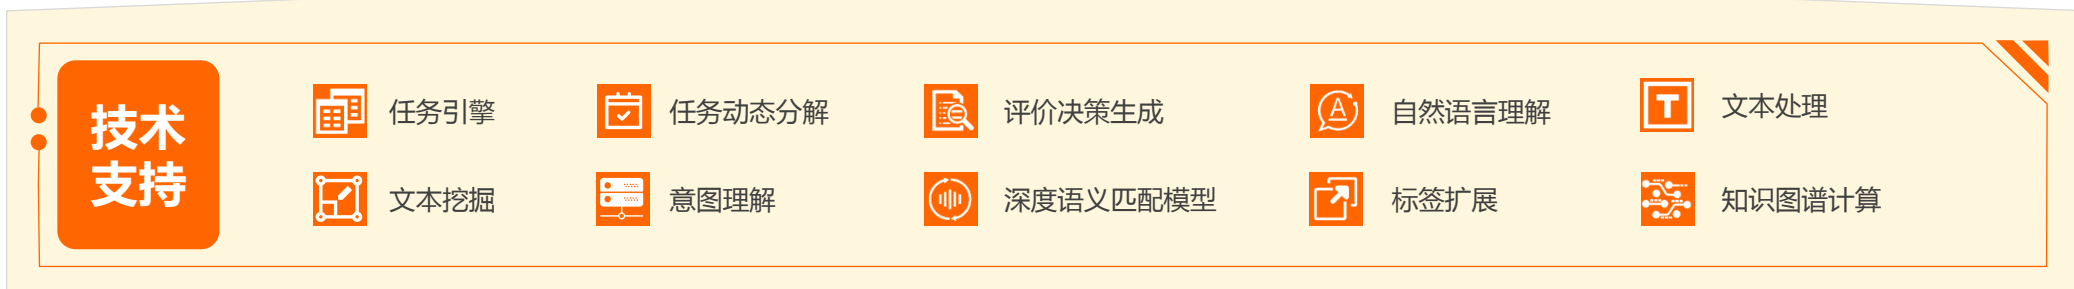 技术
支持
任务引擎
任务动态分解
评价决策生成
自然语言理解
文本处理
文本挖掘
意图理解
深度语义匹配模型
标签扩展
知识图谱计算